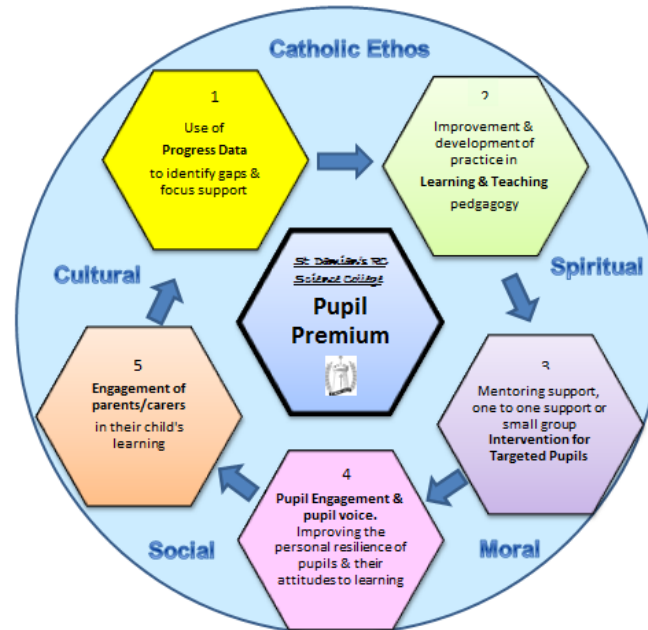 Catholic Ethos
1
Use of
Progress Data
to identify gaps &
focus support
2
Improvement &
development of
practice in
Learning & Teaching
pedgagogy
Spiritual
3
Mentoring support,
one to one support or
small group
Intervention for
Targeted Pupils
Moral
4
Pupil Engagement &
pupil voice.
Improving the
personal resilience of
pupils & their
attitudes to learning
Social
5
Engagement of
parents/carers
in their child's
learning
Cultural
St Damian's RC
Science College
Pupil
Premium